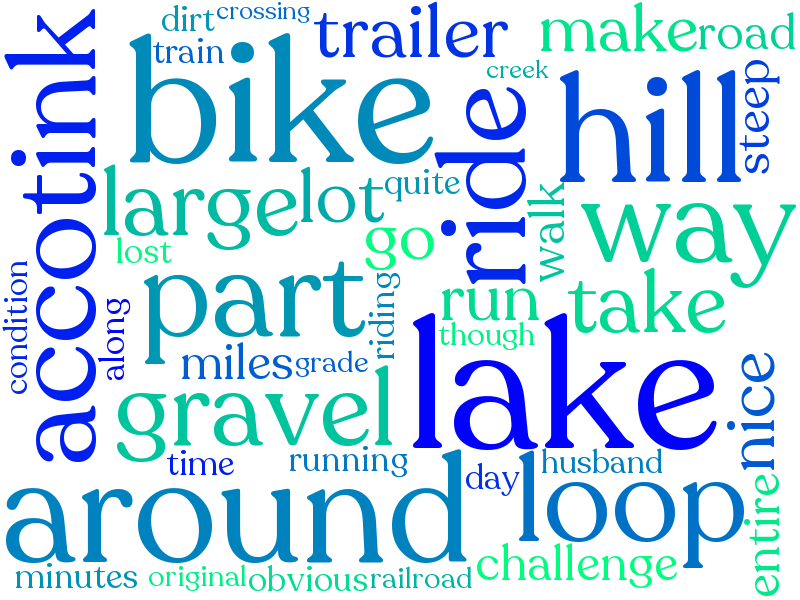 dirt
crossing
train
trailer
make
road
accotink
bike
creek
ride
hill
steep
large
lot
quite
walk
way
lost
go
condition
along
part
riding
run
take
though
miles
grade
lake
gravel
nice
time
running
day
husband
around
loop
entire
minutes
original
obvious
railroad
challenge